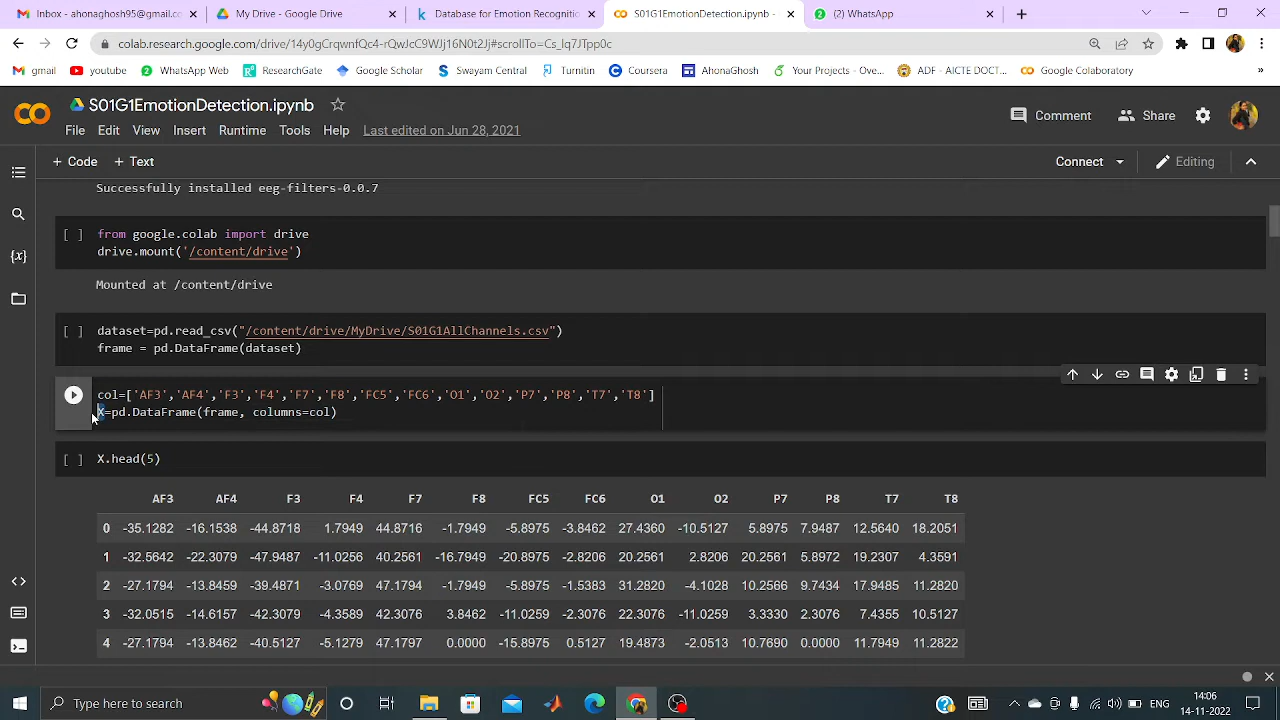 Inbox - ahonaghosh95@gmail.co
My Drive - Google Drive
Database for Emotion Recognitio
S01G1EmotionDetection.ipynb -
(2) WhatsApp
colab.research.google.com/drive/14y0gCrqwnfQc4-rQwJcC9WJj16N0t2Jj#scrollTo=Cs_lq7JTpp0c
gmail
youtube
WhatsApp Web
ResearchGate
Google Scholar
Swayam Central
Turnitin
Coursera
AhonaGhosh
Your Projects - Ove...
ADF - AICTE DOCT...
Google Colaboratory
S01G1EmotionDetection.ipynb
File Edit View Insert Runtime Tools Help Last edited on Jun 28, 2021
Comment Share
+ Code + Text
Connect Editing
Successfully installed eeg-filters-0.0.7
[ ] from google.colab import drive
drive.mount('/content/drive')
Mounted at /content/drive
[ ] dataset=pd.read_csv("/content/drive/MyDrive/S01G1AllChannels.csv")
frame = pd.DataFrame(dataset)
col=['AF3','AF4','F3','F4','F7','F8','FC5','FC6','O1','O2','P7','P8','T7','T8']
X=pd.DataFrame(frame, columns=col)
[ ] X.head(5)
AF3 AF4 F3 F4 F7 F8 FC5 FC6 O1 O2 P7 P8 T7 T8
0 -35.1282 -16.1538 -44.8718 1.7949 44.8716 -1.7949 -5.8975 -3.8462 27.4360 -10.5127 5.8975 7.9487 12.5640 18.2051
1 -32.5642 -22.3079 -47.9487 -11.0256 40.2561 -16.7949 -20.8975 -2.8206 20.2561 2.8206 20.2561 5.8972 19.2307 4.3591
2 -27.1794 -13.8459 -39.4871 -3.0769 47.1794 -1.7949 -5.8975 -1.5383 31.2820 -4.1028 10.2566 9.7434 17.9485 11.2820
3 -32.0515 -14.6157 -42.3079 -4.3589 42.3076 3.8462 -11.0259 -2.3076 22.3076 -11.0259 3.3330 2.3076 7.4355 10.5127
4 -27.1794 -13.8462 -40.5127 -5.1279 47.1797 0.0000 -15.8975 0.5127 19.4873 -2.0513 10.7690 0.0000 11.7949 11.2822
Type here to search
ENG
14:06
14-11-2022